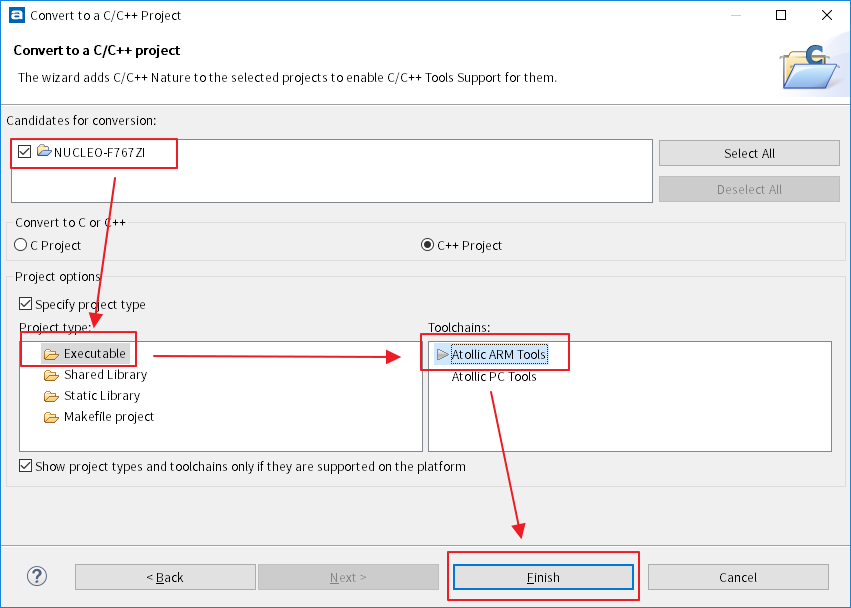 Convert to a C/C++ Project
Convert to a C/C++ project
The wizard adds C/C++ Nature to the selected projects to enable C/C++ Tools Support for them.
Candidates for conversion:
NUCLEO-F767ZI
Select All
Deselect All
Convert to C or C++
C Project
C++ Project
Project options
Specify project type
Project type:
Toolchains:
Executable
Atollic ARM Tools
Shared Library
Atollic PC Tools
Static Library
Makefile project
Show project types and toolchains only if they are supported on the platform
?
< Back
Next >
Finish
Cancel